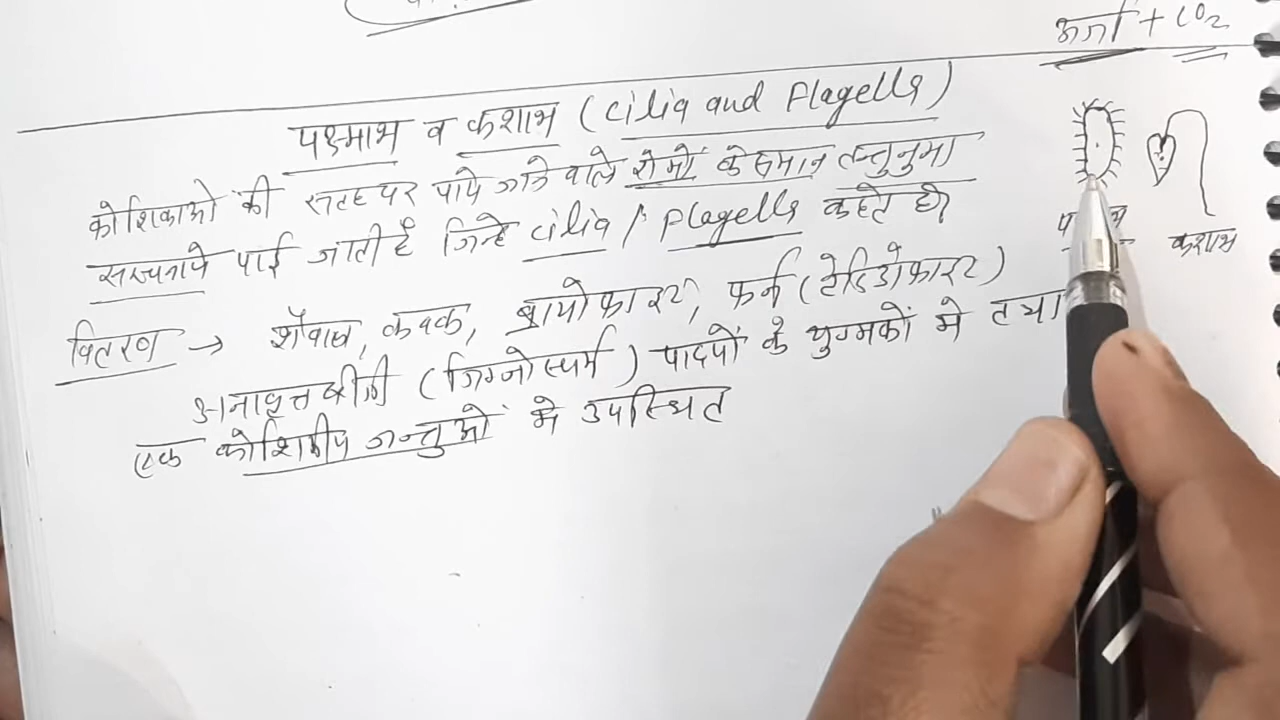 ऊर्जा + CO2
पक्ष्माभ व कशाभ (Cilia and Flagella)
कोशिकाओ की सतह पर पाये जाने वाले रोमों के समान तन्तुनुमा
सरचनाये पाई जाती है जिन्हे Cilia / Flagella कहते है।
कशाभ
वितरण → शैवाल, कवक, ब्रायोफाइट, फर्न (टेरिडोफाइट)
अनावृत्तबीजी (जिम्नोस्पर्म) पादपों के युग्मकों मे तथा
एक कोशिकीय जन्तुओ मे उपस्थित